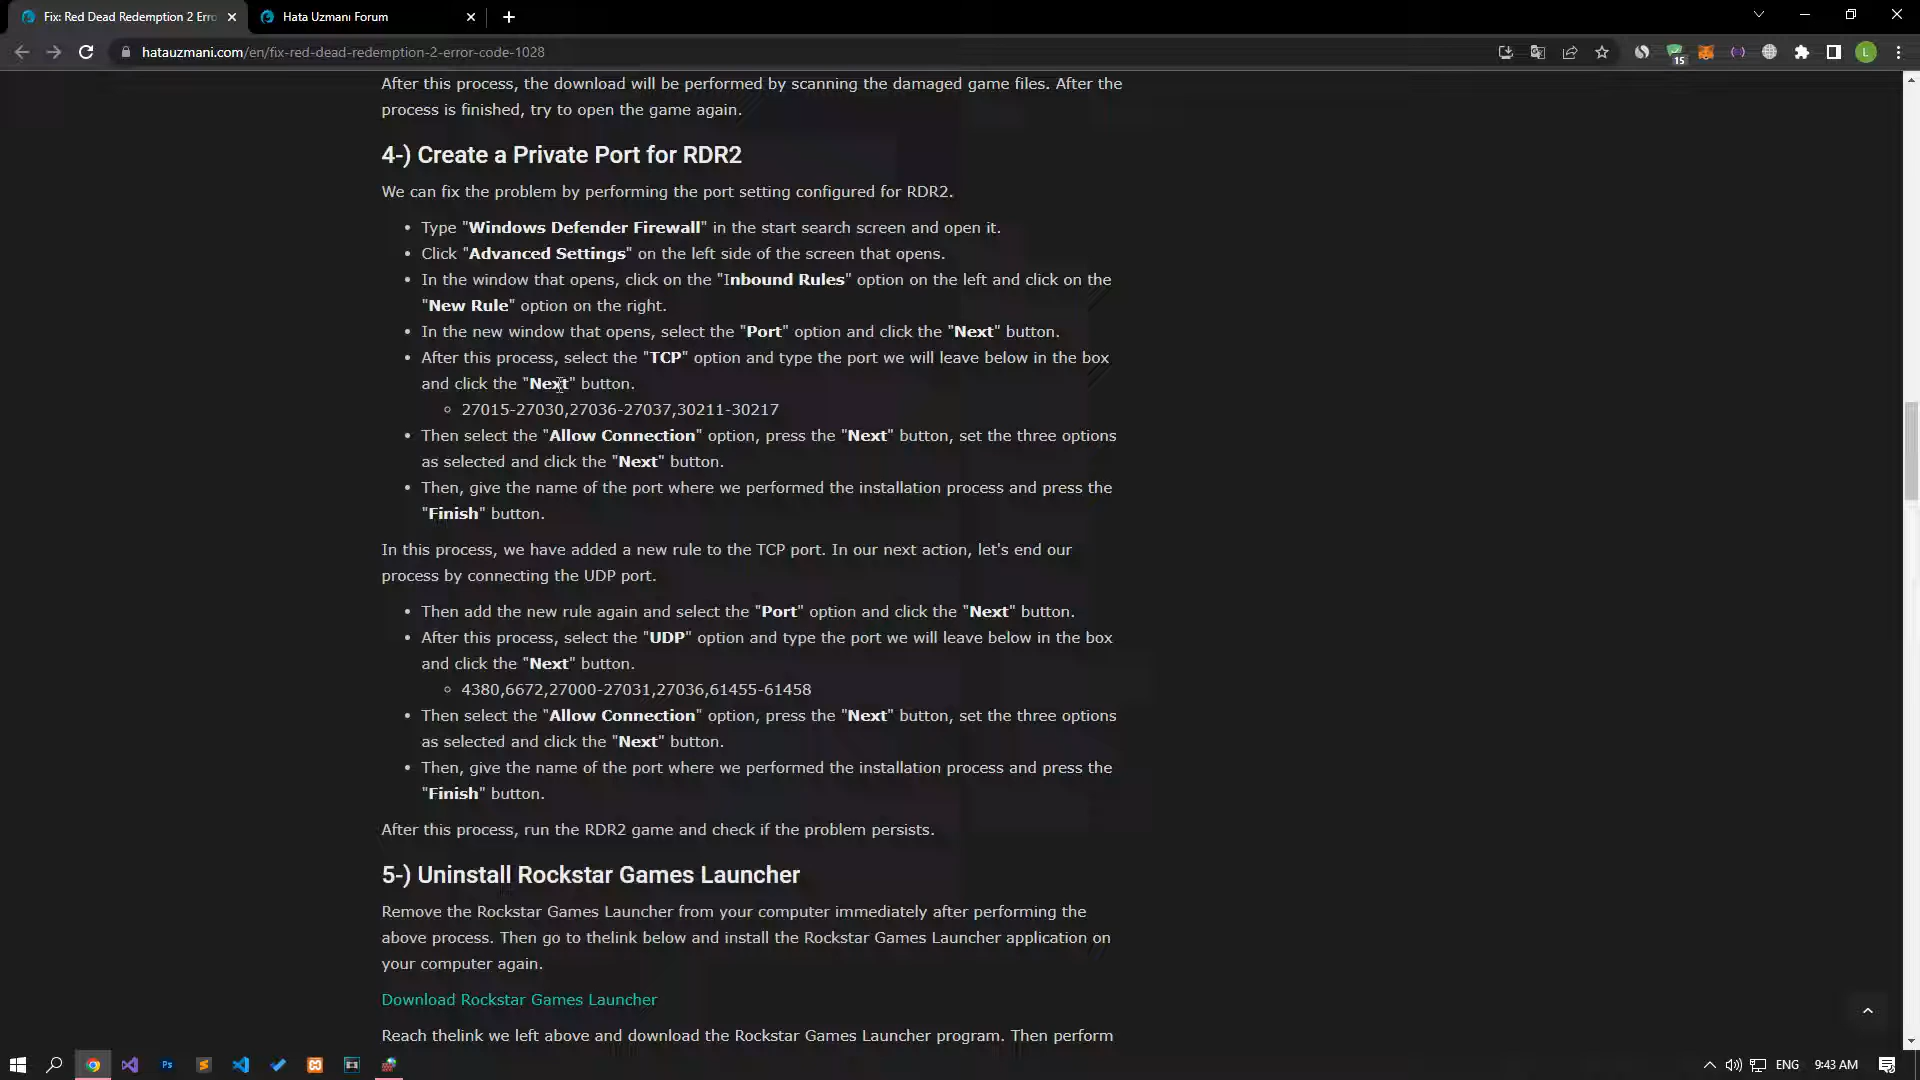 Fix: Red Dead Redemption 2 Erro
Hata Uzmanı Forum
hatauzmani.com/en/fix-red-dead-redemption-2-error-code-1028
15
L
After this process, the download will be performed by scanning the damaged game files. After the
process is finished, try to open the game again.
4-) Create a Private Port for RDR2
We can fix the problem by performing the port setting configured for RDR2.
Type "Windows Defender Firewall" in the start search screen and open it.
Click "Advanced Settings" on the left side of the screen that opens.
In the window that opens, click on the "Inbound Rules" option on the left and click on the
"New Rule" option on the right.
In the new window that opens, select the "Port" option and click the "Next" button.
After this process, select the "TCP" option and type the port we will leave below in the box
and click the "Next" button.
27015-27030,27036-27037,30211-30217
Then select the "Allow Connection" option, press the "Next" button, set the three options
as selected and click the "Next" button.
Then, give the name of the port where we performed the installation process and press the
"Finish" button.
In this process, we have added a new rule to the TCP port. In our next action, let's end our
process by connecting the UDP port.
Then add the new rule again and select the "Port" option and click the "Next" button.
After this process, select the "UDP" option and type the port we will leave below in the box
and click the "Next" button.
4380,6672,27000-27031,27036,61455-61458
Then select the "Allow Connection" option, press the "Next" button, set the three options
as selected and click the "Next" button.
Then, give the name of the port where we performed the installation process and press the
"Finish" button.
After this process, run the RDR2 game and check if the problem persists.
5-) Uninstall Rockstar Games Launcher
Remove the Rockstar Games Launcher from your computer immediately after performing the
above process. Then go to thelink below and install the Rockstar Games Launcher application on
your computer again.
Download Rockstar Games Launcher
Reach thelink we left above and download the Rockstar Games Launcher program. Then perform
Ps
ENG
9:43 AM